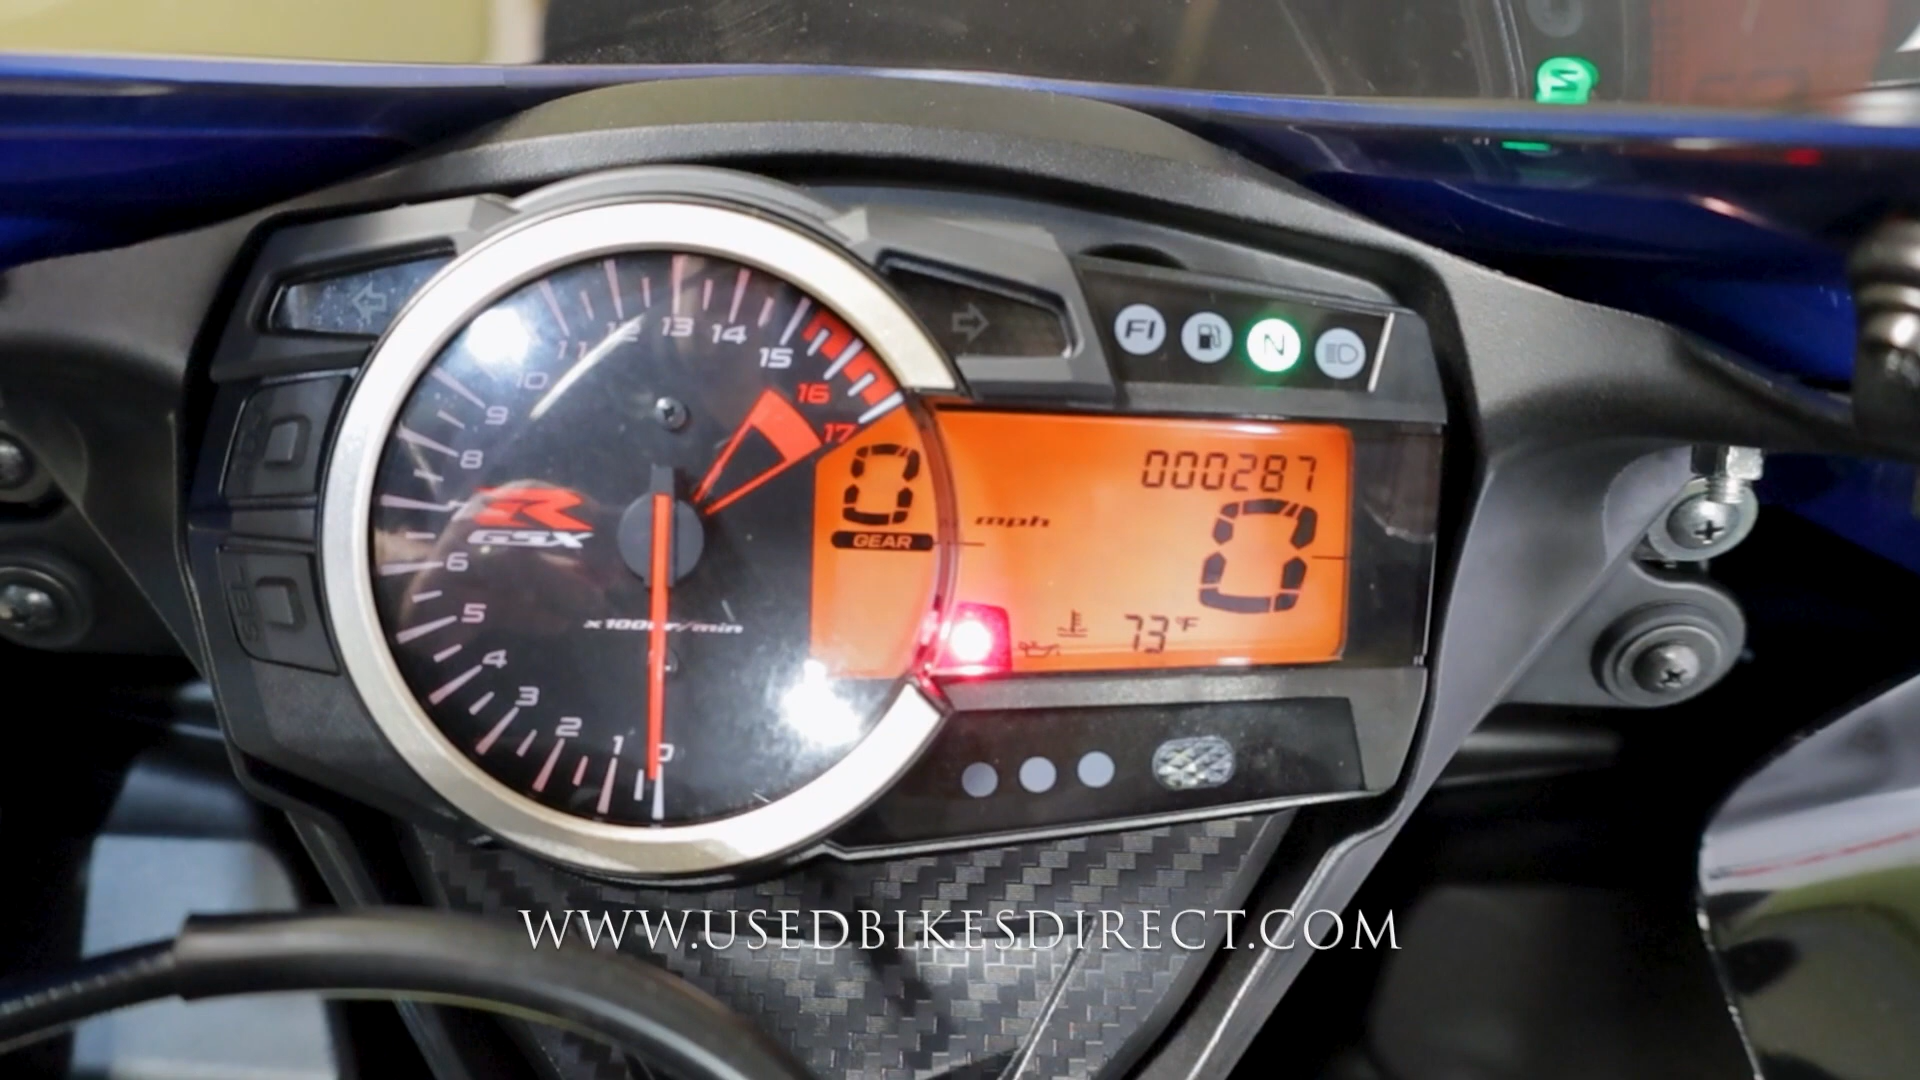 FI N
13
12 14
11 15
10 16
9 17
8
7 0 000287
R mph
GSX GEAR 0
6
5 x1000r/min 73°F
4
3
2
1 0
SEL
WWW.USEDBIKESDIRECT.COM